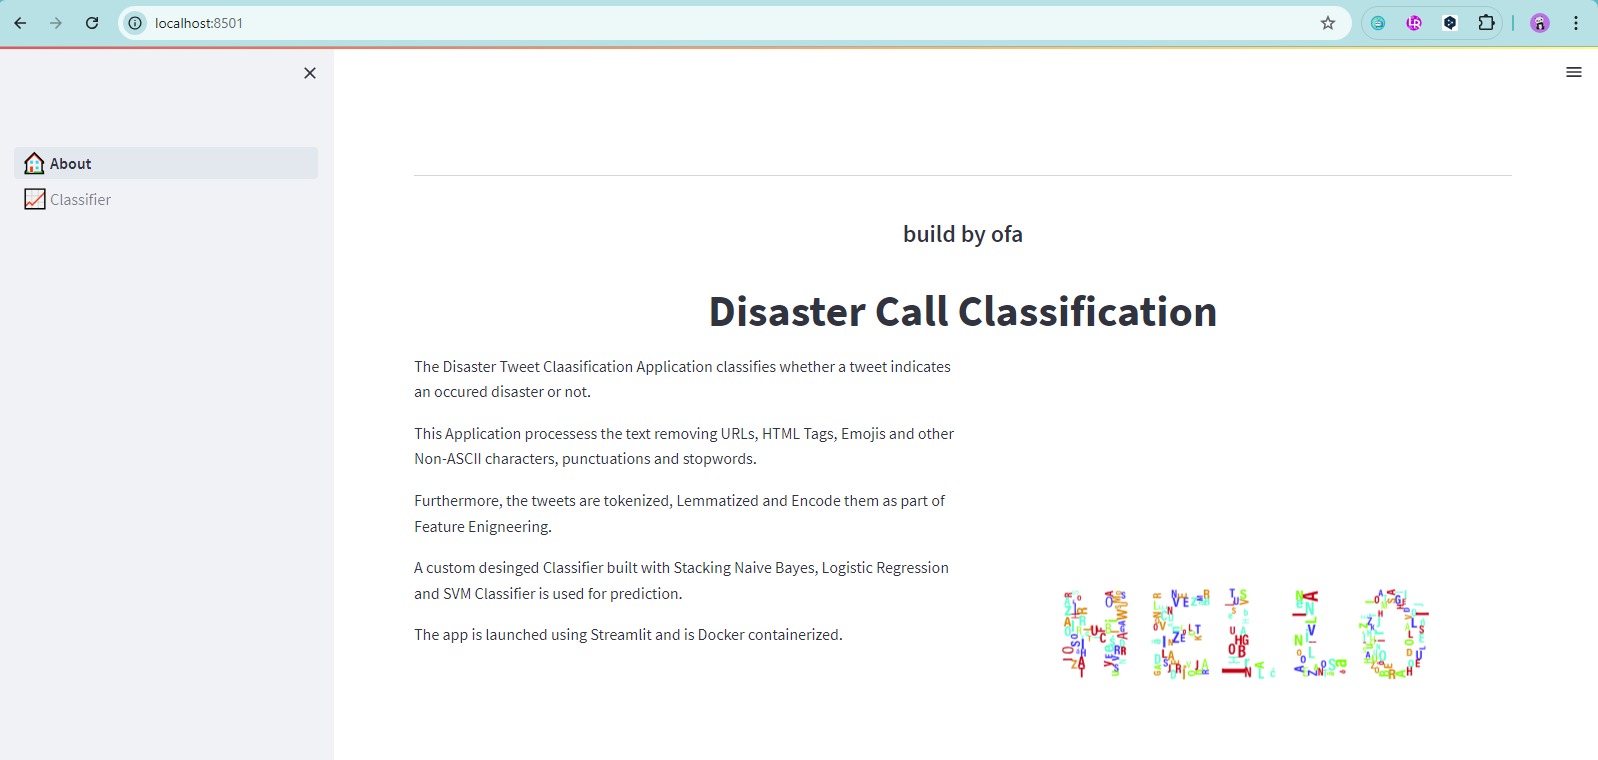 localhost:8501
About
Classifier
build by ofa
Disaster Call Classification
The Disaster Tweet Claasification Application classifies whether a tweet indicates
an occured disaster or not.
This Application processess the text removing URLs, HTML Tags, Emojis and other
Non-ASCII characters, punctuations and stopwords.
Furthermore, the tweets are tokenized, Lemmatized and Encode them as part of
Feature Enigneering.
A custom desinged Classifier built with Stacking Naive Bayes, Logistic Regression
and SVM Classifier is used for prediction.
The app is launched using Streamlit and is Docker containerized.
HELLO